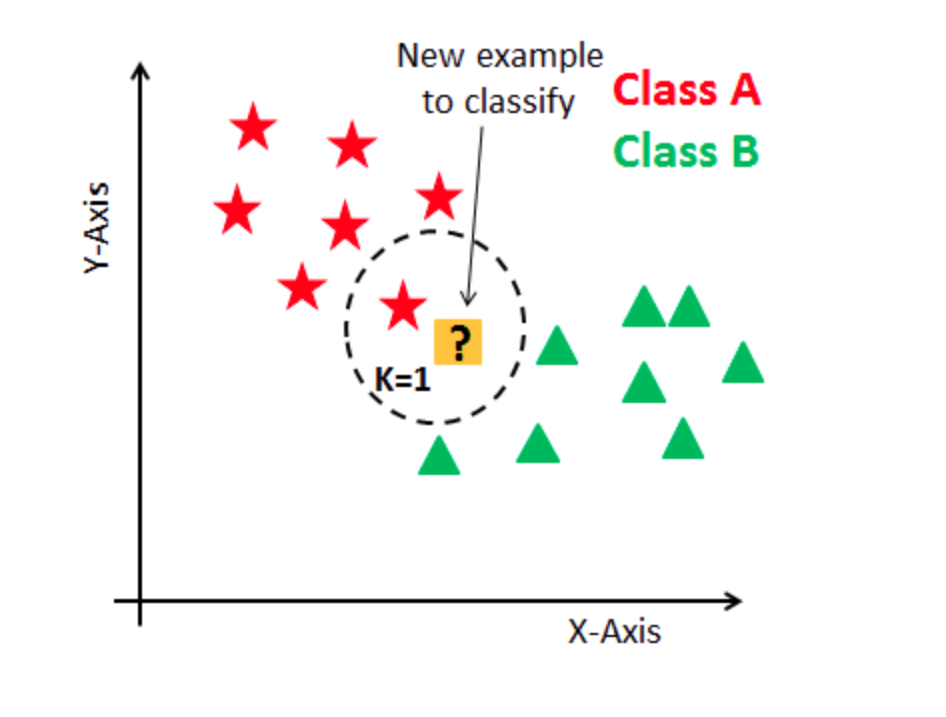 New example
to classify
Class A
Class B
Y-Axis
?
K=1
X-Axis